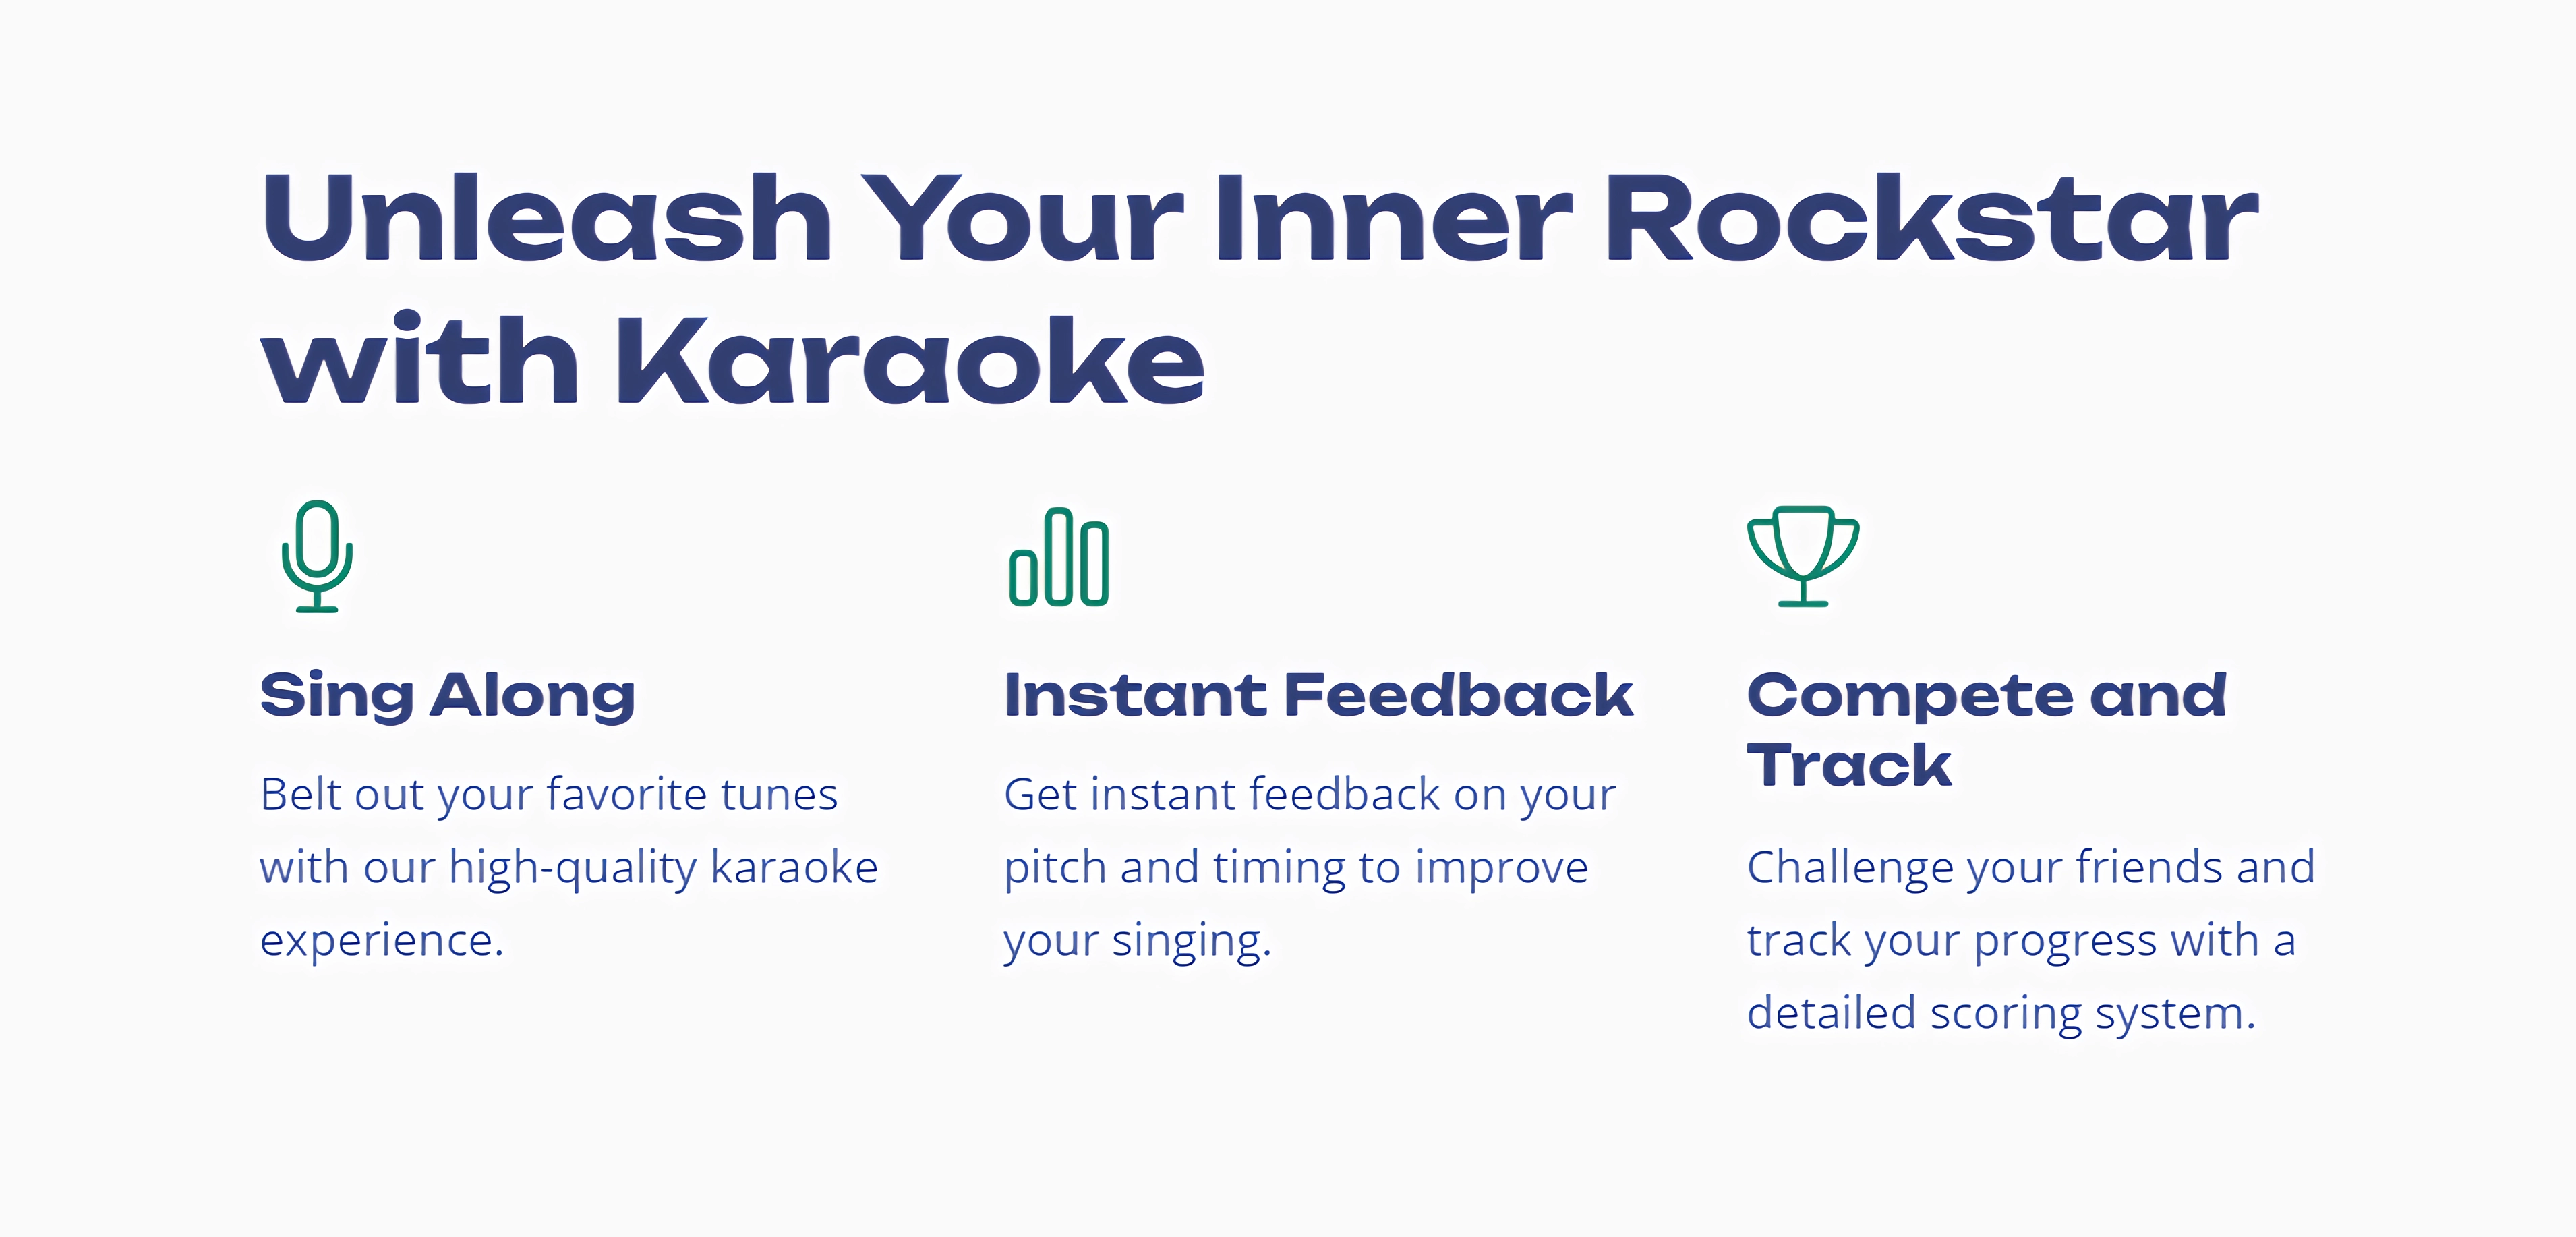 Unleash Your Inner Rockstar
with Karaoke
Sing Along
Belt out your favorite tunes
with our high-quality karaoke
experience.
Instant Feedback
Get instant feedback on your
pitch and timing to improve
your singing.
Compete and
Track
Challenge your friends and
track your progress with a
detailed scoring system.